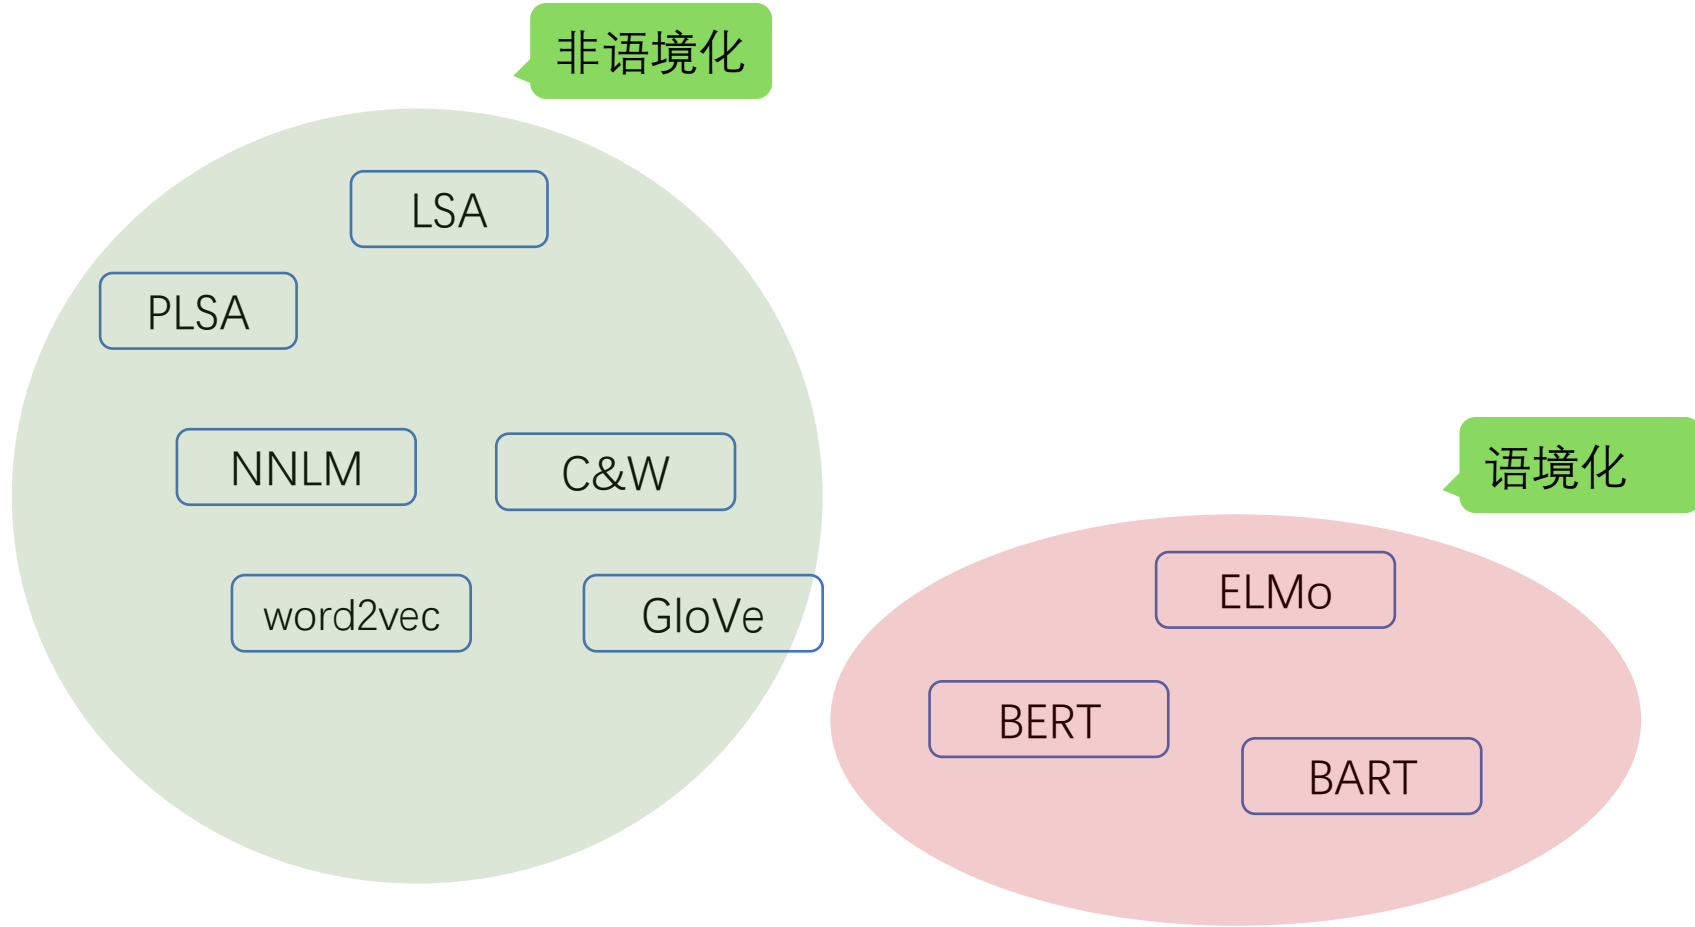 非语境化
LSA
PLSA
NNLM
C&W
word2vec
GloVe
语境化
ELMo
BERT
BART